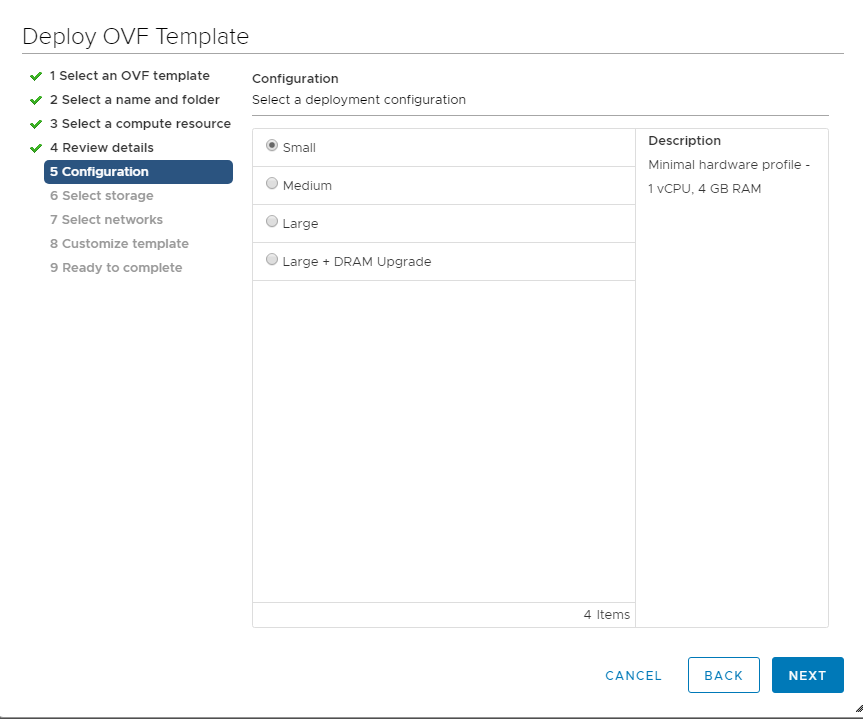 Deploy OVF Template
1 Select an OVF template
2 Select a name and folder
3 Select a compute resource
4 Review details
5 Configuration
6 Select storage
7 Select networks
8 Customize template
9 Ready to complete
Configuration
Select a deployment configuration
Small
Medium
Large
Large + DRAM Upgrade
4 Items
Description
Minimal hardware profile -
1 vCPU, 4 GB RAM
CANCEL
BACK
NEXT